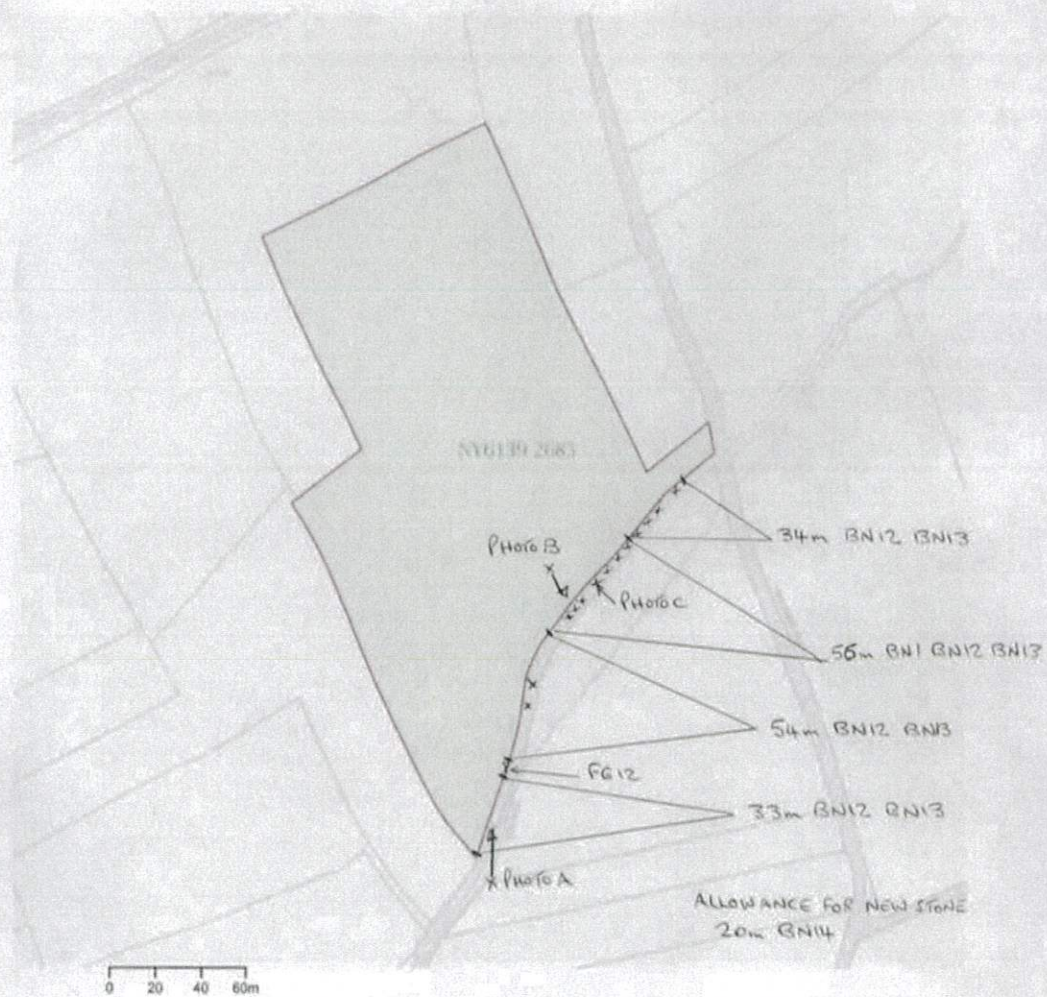 NY6139 2683
34m BN12 BN13
PHOTO B
PHOTO C
56m BN1 BN12 BN13
54m BN12 BN13
FG12
33m BN12 BN13
PHOTO A
ALLOWANCE FOR NEW STONE
20m BN14
0 20 40 60m